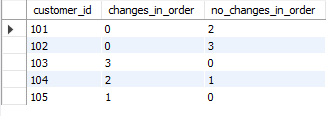 customer_id changes_in_order no_changes_in_order
101 0 2
102 0 3
103 3 0
104 2 1
105 1 0